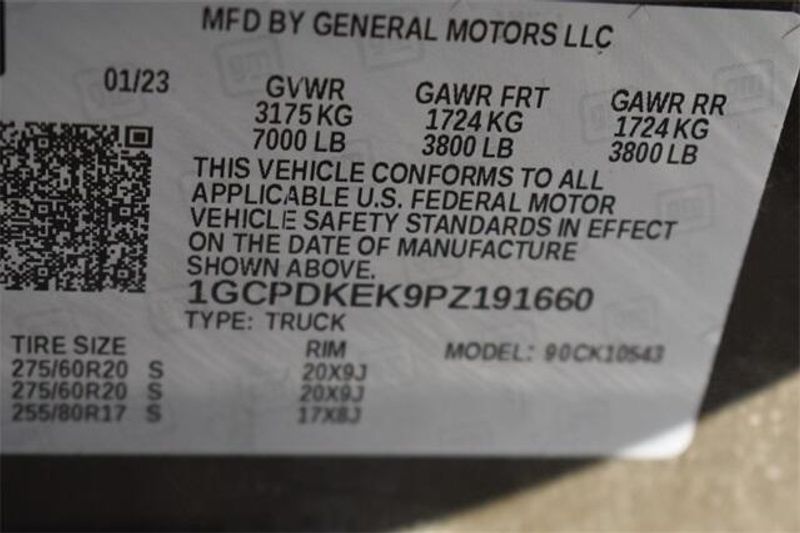 MFD BY GENERAL MOTORS LLC
01/23 GVWR GAWR FRT GAWR RR
3175 KG 1724 KG 1724 KG
7000 LB 3800 LB 3800 LB
THIS VEHICLE CONFORMS TO ALL
APPLICABLE U.S. FEDERAL MOTOR
VEHICLE SAFETY STANDARDS IN EFFECT
ON THE DATE OF MANUFACTURE
SHOWN ABOVE.
1GCPDKEK9PZ191660
TYPE: TRUCK
TIRE SIZE RIM MODEL: 90CK10543
275/60R20 S 20X9J
275/60R20 S 20X9J
255/80R17 S 17X8J